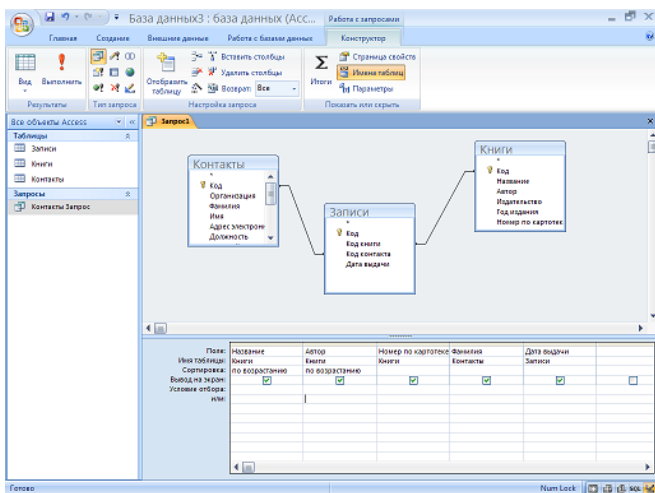 База данных3 : база данных (Acc...
Работа с запросами
Главная Создание Внешние данные Работа с базами данных Конструктор
Вид
Выполнить
Результаты
Тип запроса
Отобразить таблицу
Вставить столбцы
Удалить столбцы
Возврат: Все
Настройка запроса
Итоги
Страница свойств
Имена таблиц
Параметры
Показать или скрыть
Все объекты Access
Таблицы
Записи
Книги
Контакты
Запросы
Контакты Запрос
Запрос1
Контакты
*
Код
Организация
Фамилия
Имя
Адрес электронн
Должность
Записи
*
Код
Код книги
Код контакта
Дата выдачи
Книги
*
Код
Название
Автор
Издательство
Год издания
Номер по картотек
Поле: Название Автор Номер по картотеке Фамилия Дата выдачи
Имя таблицы: Книги Книги Книги Контакты Записи
Сортировка: по возрастанию по возрастанию
Вывод на экран:
Условие отбора:
или:
Готово
Num Lock
SQL